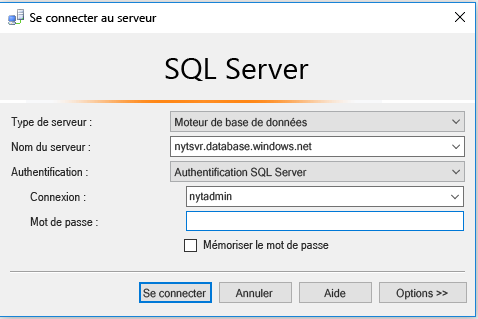 Se connecter au serveur
SQL Server
Type de serveur : Moteur de base de données
Nom du serveur : nytsvr.database.windows.net
Authentification : Authentification SQL Server
Connexion : nytadmin
Mot de passe :
Mémoriser le mot de passe
Se connecter Annuler Aide Options >>